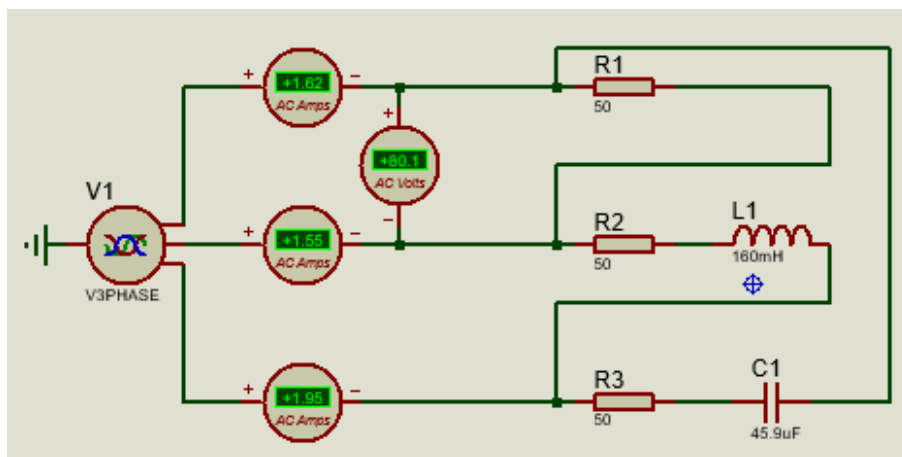 R1
+1.62
AC Amps
50
+80.1
AC Volts
V1
V3PHASE
+1.55
AC Amps
R2
50
L1
160mH
+1.95
AC Amps
R3
50
C1
45.9uF